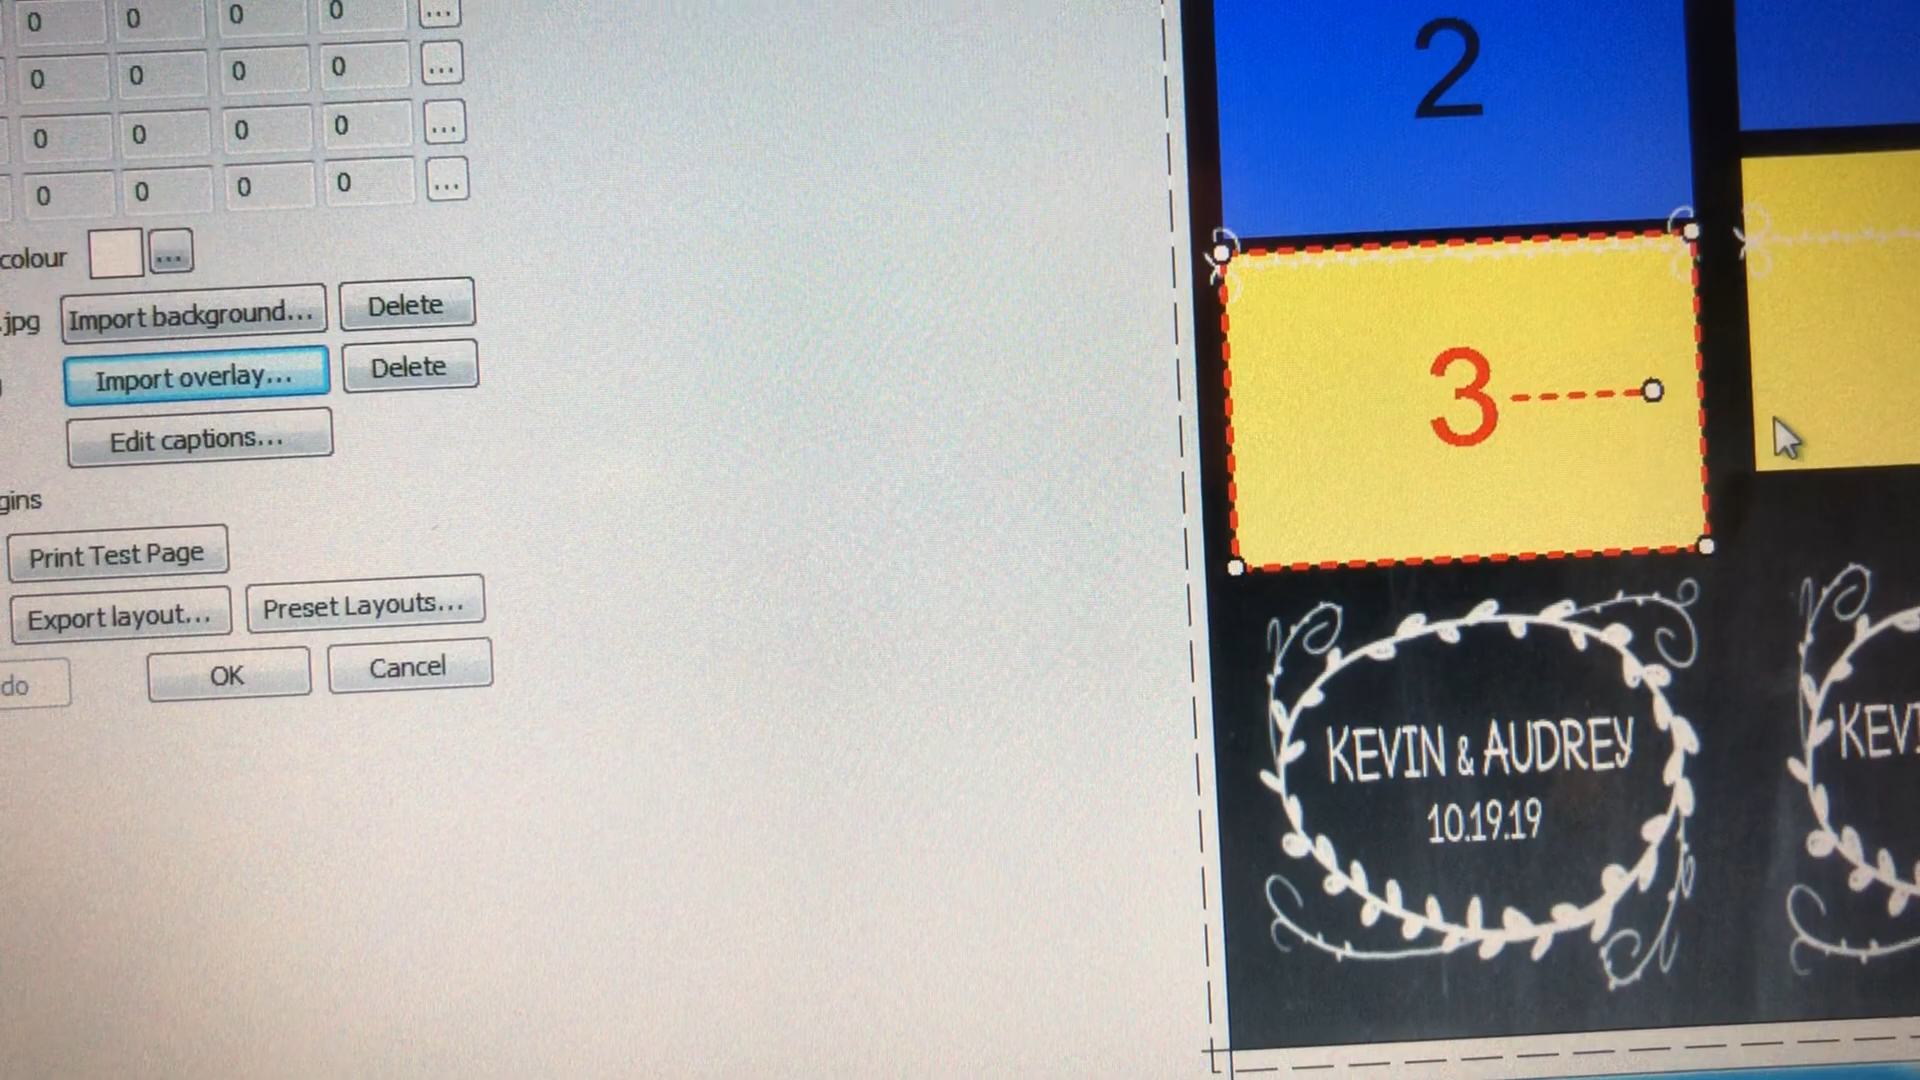 0 0 0 0 ...
0 0 0 0 ...
0 0 0 0 ...
0 0 0 0 ...
colour ...
.jpg Import background... Delete
Import overlay... Delete
Edit captions...
gins
Print Test Page
Export layout... Preset Layouts...
do OK Cancel
2
3
KEVIN & AUDREY
10.19.19
KEVI